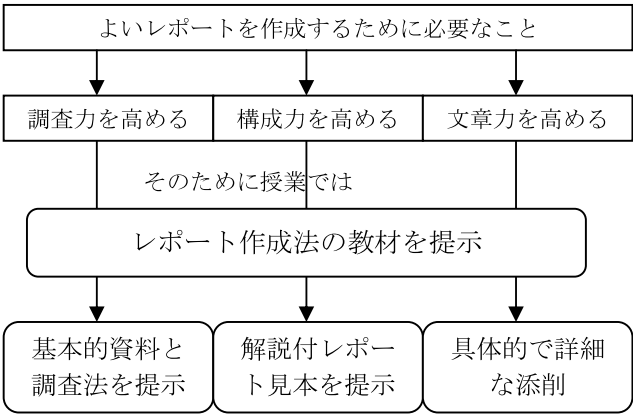 よいレポートを作成するために必要なこと
調査力を高める
構成力を高める
文章力を高める
そのために授業では
レポート作成法の教材を提示
基本的資料と
調査法を提示
解説付レポー
ト見本を提示
具体的で詳細
な添削